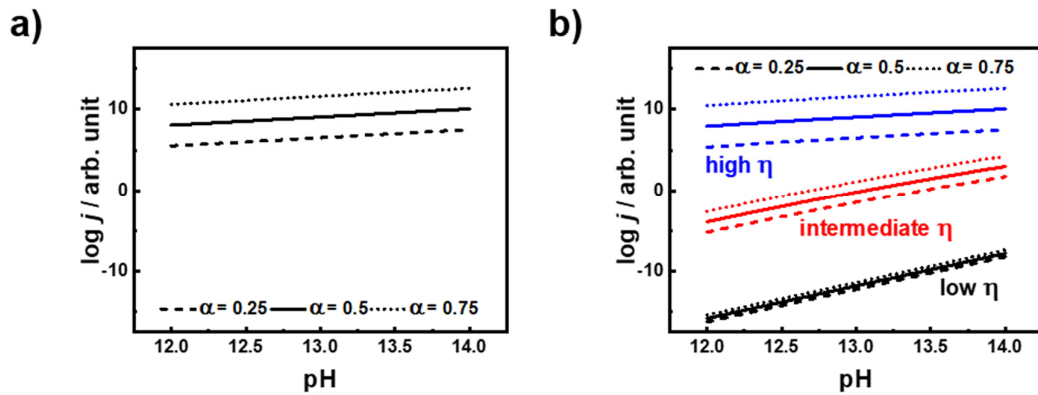 a)
log j / arb. unit
10
0
-10
α = 0.25 α = 0.5 α = 0.75
12.0 12.5 13.0 13.5 14.0
pH
b)
log j / arb. unit
α = 0.25 α = 0.5 α = 0.75
10
high η
0
intermediate η
-10
low η
12.0 12.5 13.0 13.5 14.0
pH